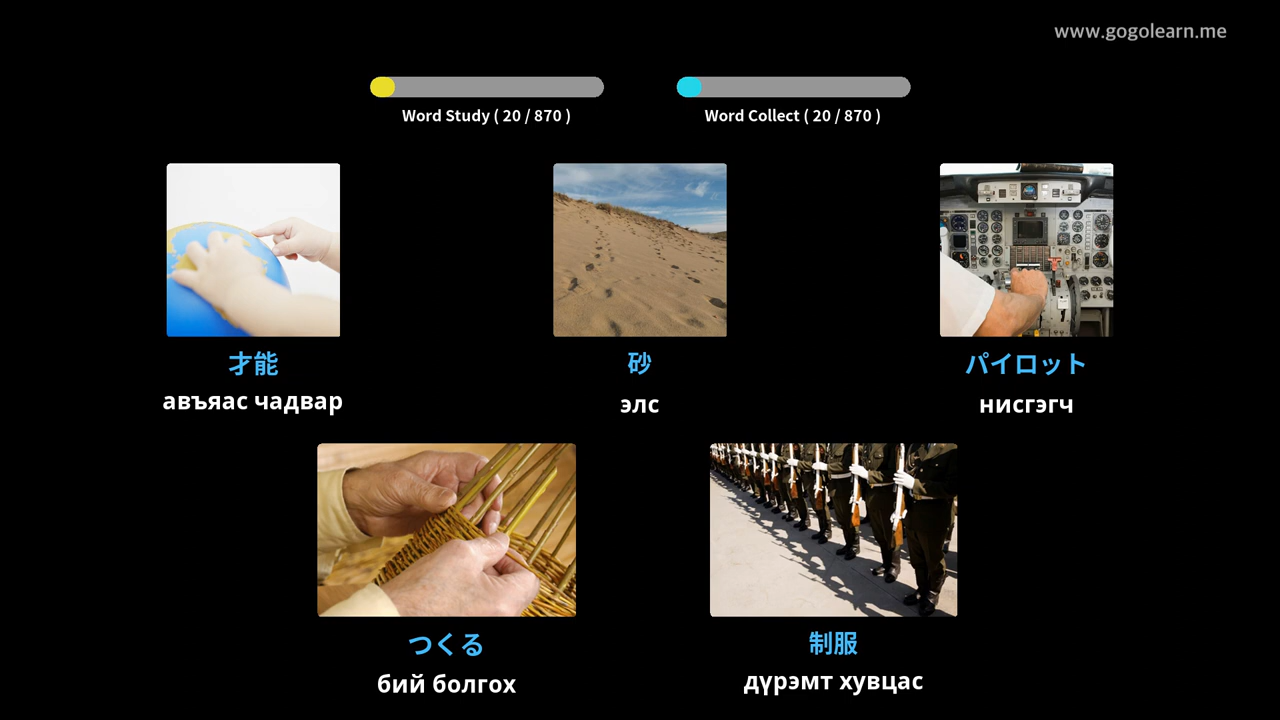 www.gogolearn.me
Word Study ( 20 / 870 )
Word Collect ( 20 / 870 )
才能
авъяас чадвар
砂
элс
パイロット
нисгэгч
つくる
бий болгох
制服
дүрэмт хувцас